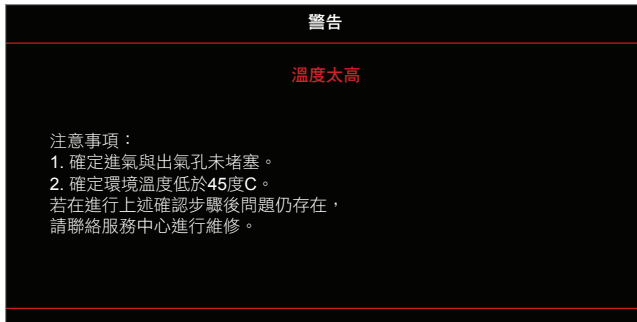 警告
溫度太高
注意事項：
1. 確定進氣與出氣孔未堵塞。
2. 確定環境溫度低於45度C。
若在進行上述確認步驟後問題仍存在，
請聯絡服務中心進行維修。